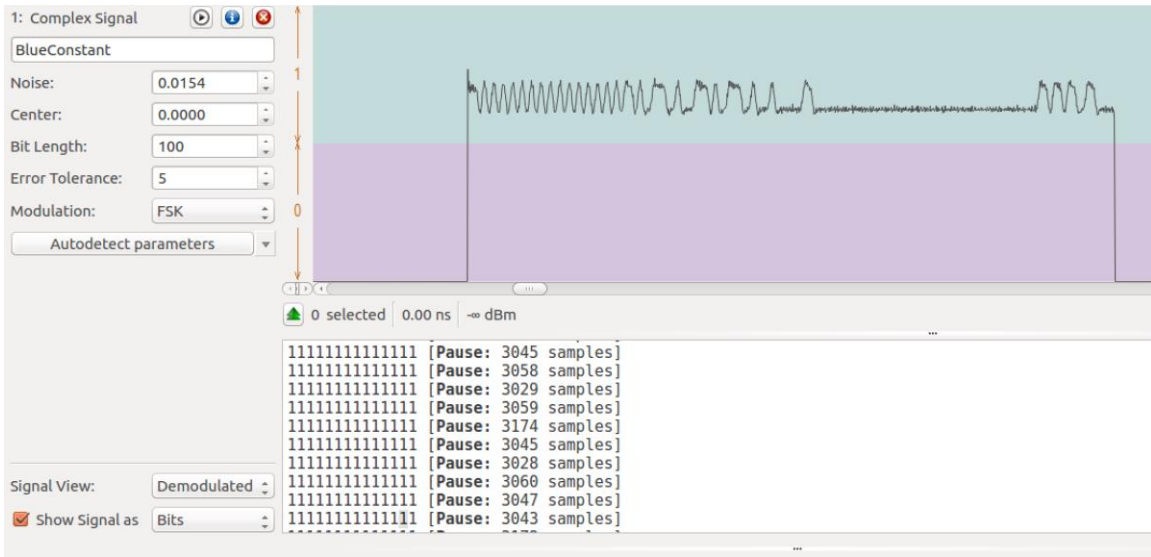 1: Complex Signal
BlueConstant
Noise: 0.0154
Center: 0.0000
Bit Length: 100
Error Tolerance: 5
Modulation: FSK
Autodetect parameters
1
0
0 selected 0.00 ns -∞ dBm
11111111111111 [Pause: 3045 samples]
11111111111111 [Pause: 3058 samples]
11111111111111 [Pause: 3029 samples]
11111111111111 [Pause: 3059 samples]
11111111111111 [Pause: 3174 samples]
11111111111111 [Pause: 3045 samples]
11111111111111 [Pause: 3028 samples]
11111111111111 [Pause: 3060 samples]
11111111111111 [Pause: 3047 samples]
11111111111111 [Pause: 3043 samples]
Signal View: Demodulated
Show Signal as Bits